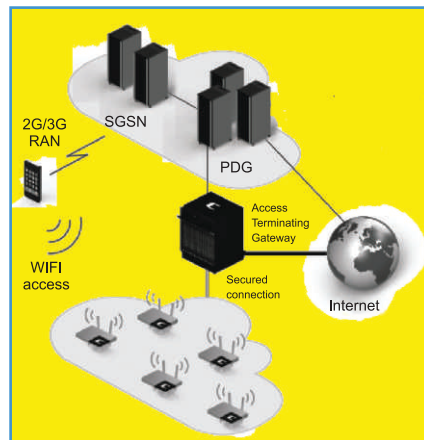 SGSN
2G/3G
RAN
PDG
Access
Terminating
Gateway
WIFI
access
Secured
connection
Internet